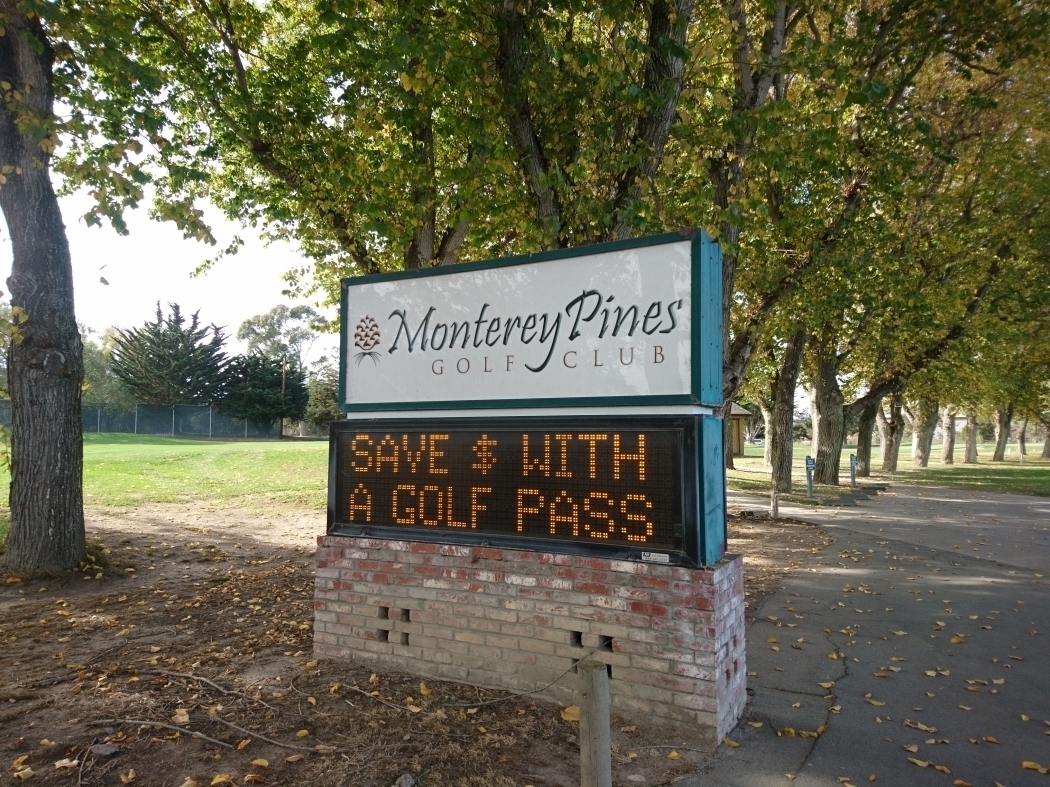 Monterey Pines
GOLF CLUB
SAVE $ WITH
A GOLF PASS